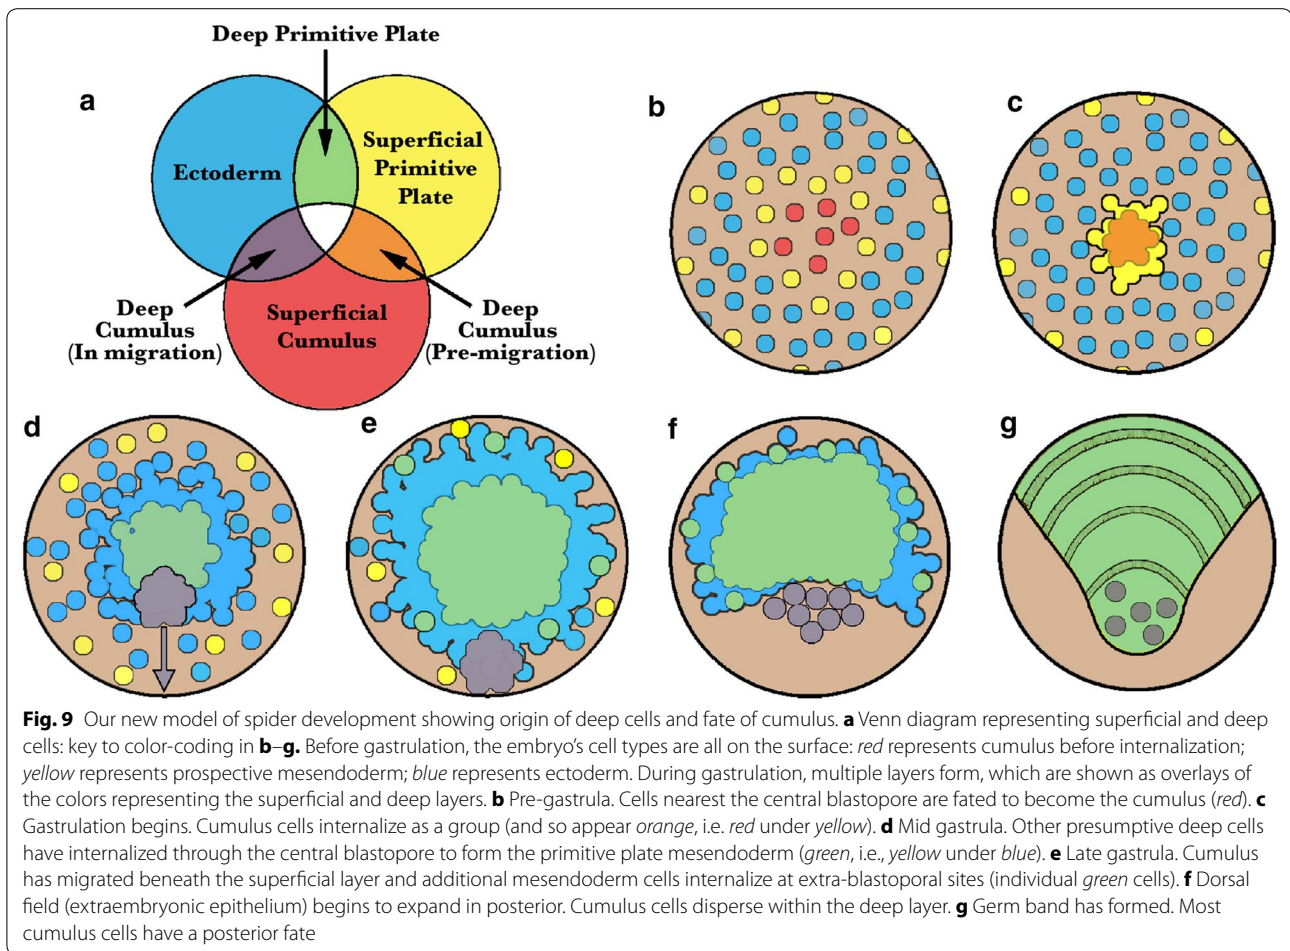 Deep Primitive Plate
a
Ectoderm
Superficial
Primitive
Plate
Deep
Cumulus
(In migration)
Superficial
Cumulus
Deep
Cumulus
(Pre-migration)
b
c
d
e
f
g
Fig. 9 Our new model of spider development showing origin of deep cells and fate of cumulus. a Venn diagram representing superficial and deep
cells: key to color-coding in b–g. Before gastrulation, the embryo's cell types are all on the surface: red represents cumulus before internalization;
yellow represents prospective mesendoderm; blue represents ectoderm. During gastrulation, multiple layers form, which are shown as overlays of
the colors representing the superficial and deep layers. b Pre-gastrula. Cells nearest the central blastopore are fated to become the cumulus (red). c
Gastrulation begins. Cumulus cells internalize as a group (and so appear orange, i.e. red under yellow). d Mid gastrula. Other presumptive deep cells
have internalized through the central blastopore to form the primitive plate mesendoderm (green, i.e., yellow under blue). e Late gastrula. Cumulus
has migrated beneath the superficial layer and additional mesendoderm cells internalize at extra-blastoporal sites (individual green cells). f Dorsal
field (extraembryonic epithelium) begins to expand in posterior. Cumulus cells disperse within the deep layer. g Germ band has formed. Most
cumulus cells have a posterior fate